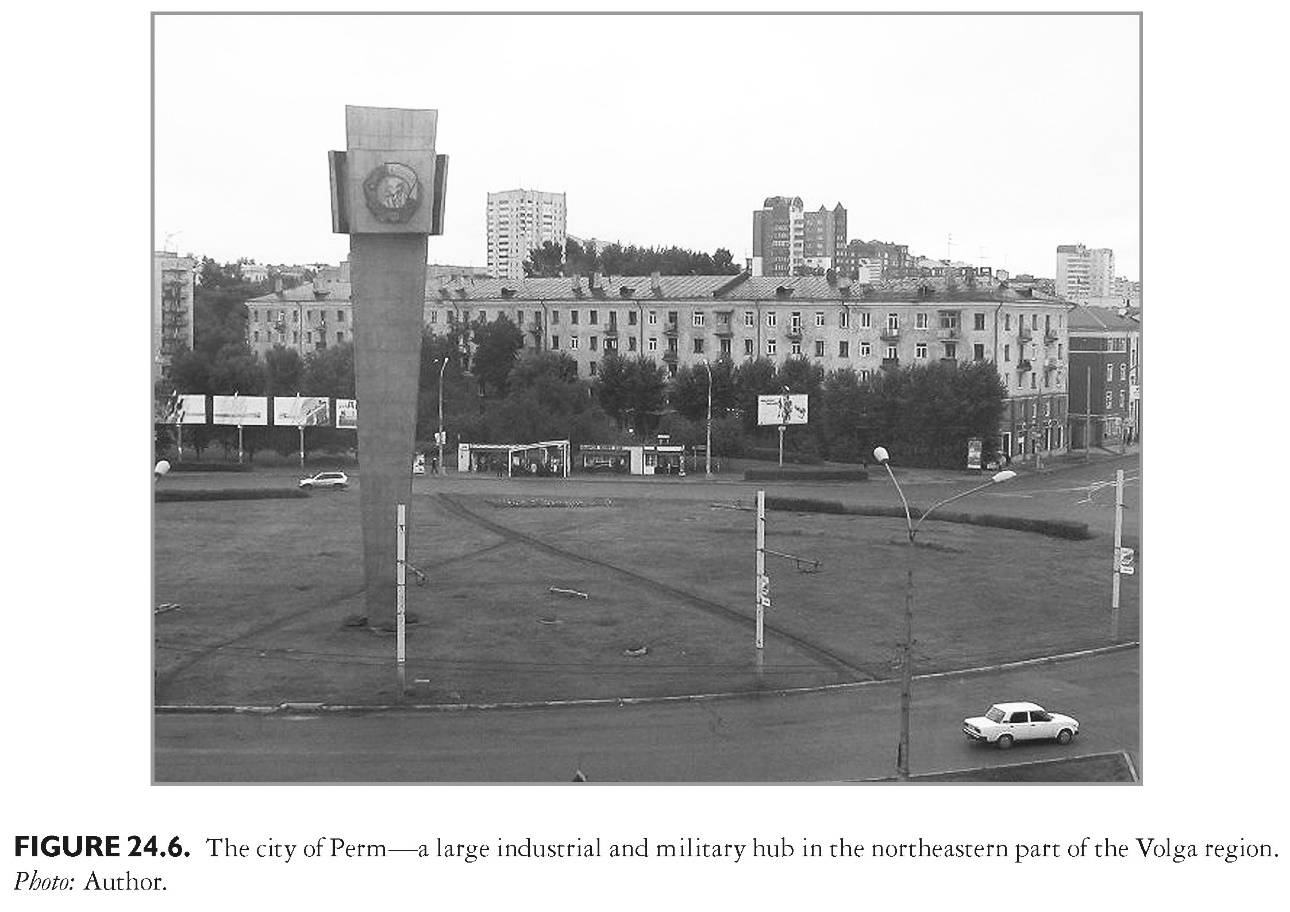 FIGURE 24.6. The city of Perm—a large industrial and military hub in the northeastern part of the Volga region.
Photo: Author.